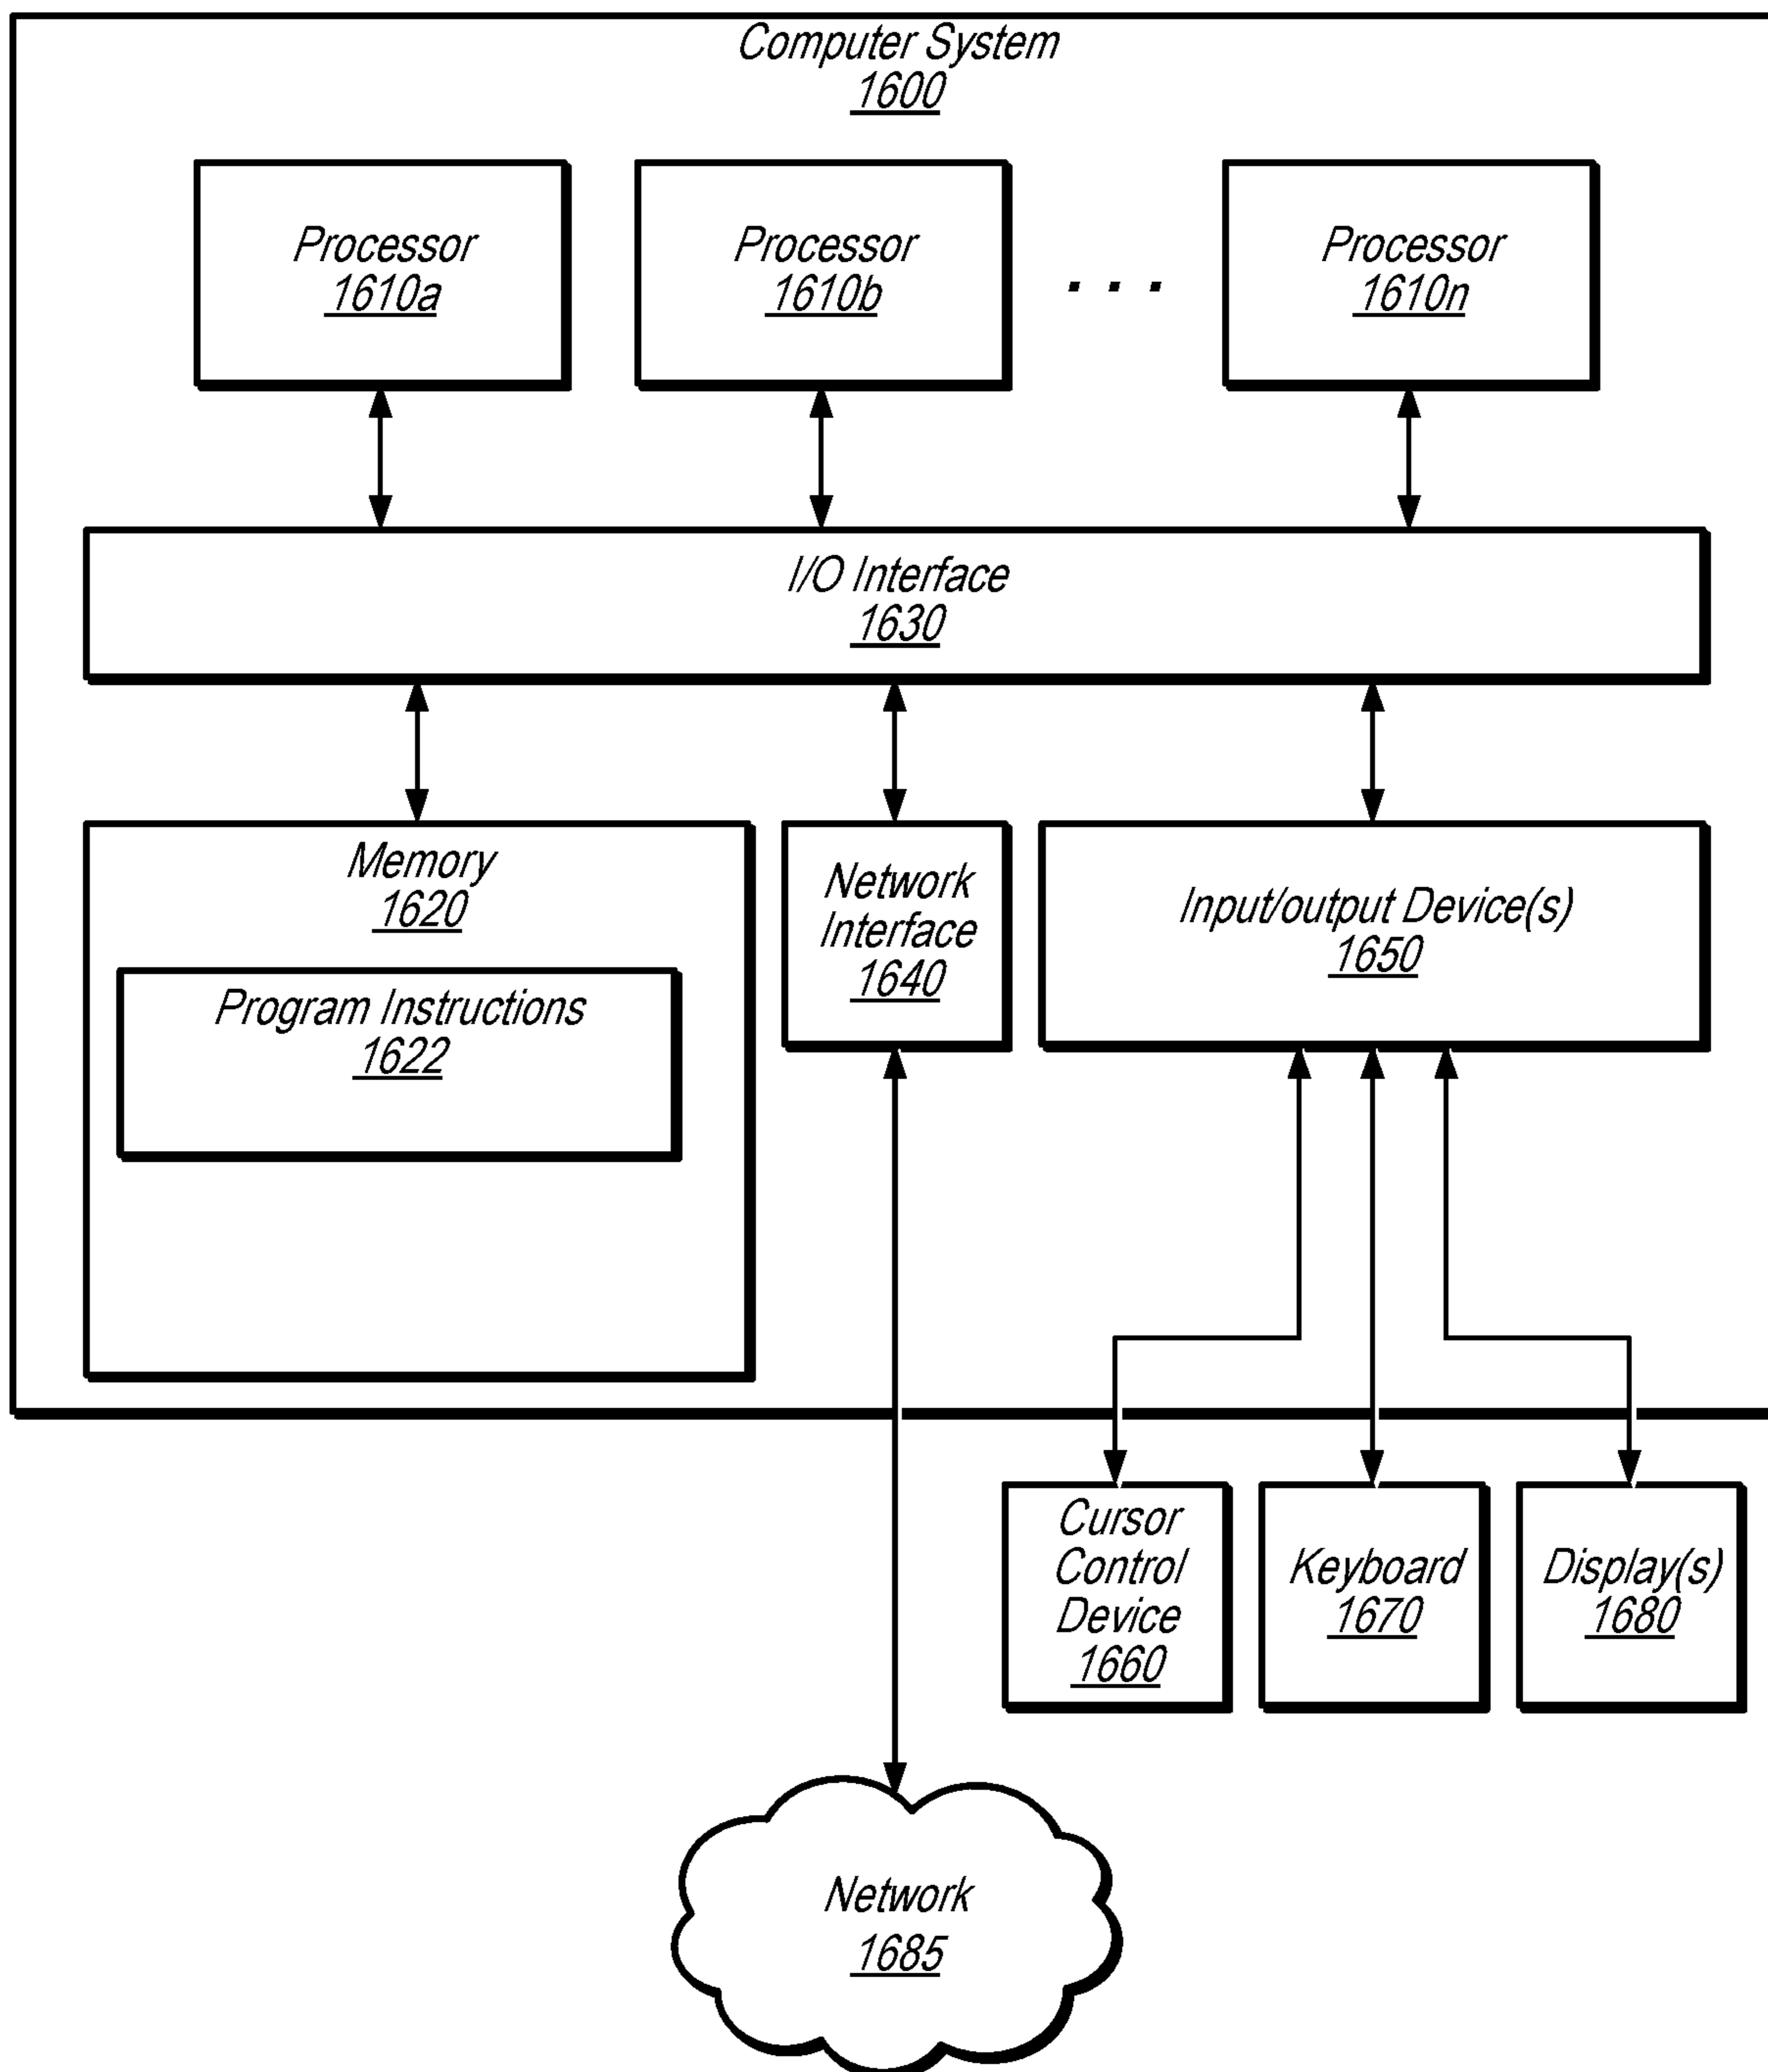 Computer System
1600
Processor
1610a
Processor
1610b
. . .
Processor
1610n
I/O Interface
1630
Memory
1620
Program Instructions
1622
Network
Interface
1640
Input/output Device(s)
1650
Cursor
Control
Device
1660
Keyboard
1670
Display(s)
1680
Network
1685